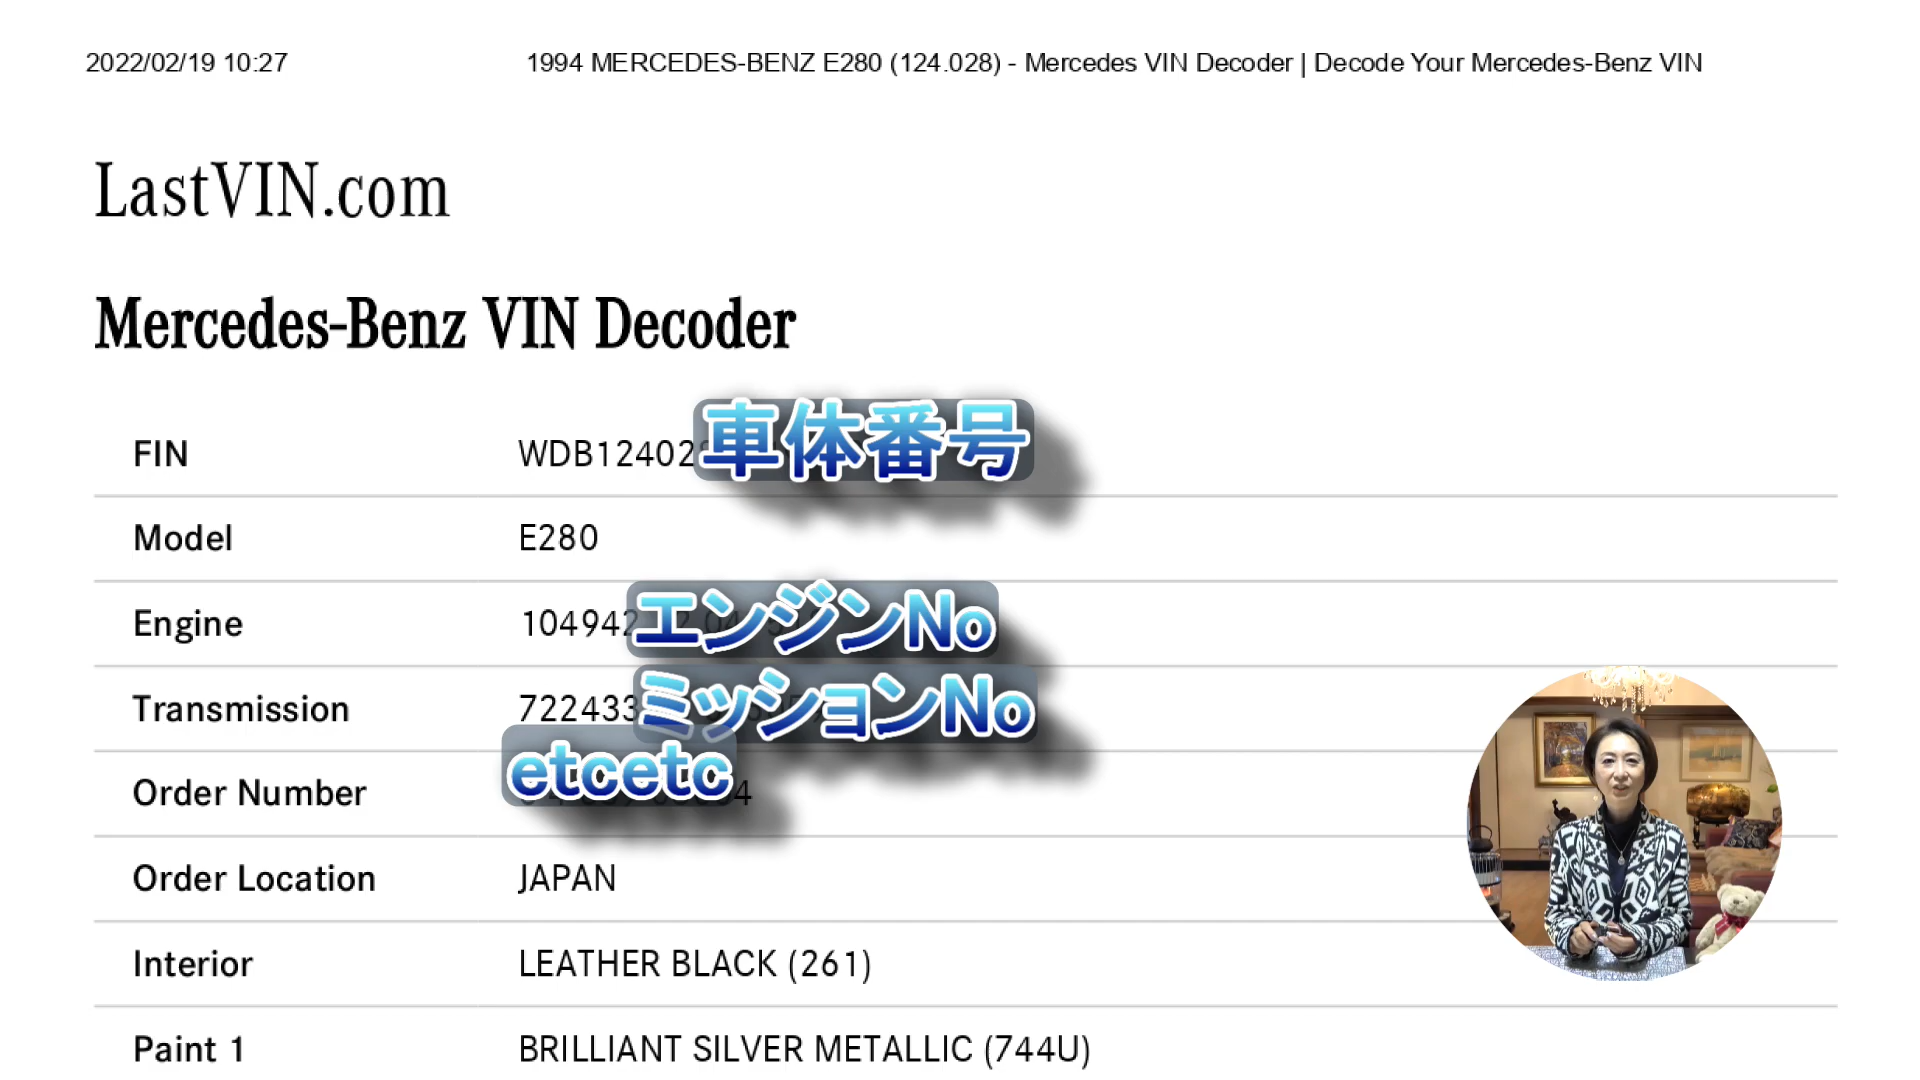 2022/02/19 10:27 1994 MERCEDES-BENZ E280 (124.028) - Mercedes VIN Decoder | Decode Your Mercedes-Benz VIN
LastVIN.com
Mercedes-Benz VIN Decoder
FIN WDB12402 車体番号
Model E280
Engine 10494 エンジンNo
Transmission 722433 ミッションNo
etcetc
Order Number
Order Location JAPAN
Interior LEATHER BLACK (261)
Paint 1 BRILLIANT SILVER METALLIC (744U)